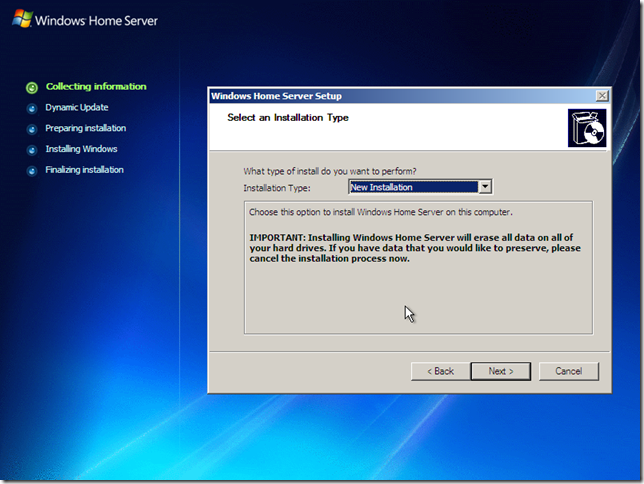 Windows Home Server
Collecting information
Dynamic Update
Preparing installation
Installing Windows
Finalizing installation
Windows Home Server Setup
Select an Installation Type
What type of install do you want to perform?
Installation Type: New Installation
Choose this option to install Windows Home Server on this computer.
IMPORTANT: Installing Windows Home Server will erase all data on all of
your hard drives. If you have data that you would like to preserve, please
cancel the installation process now.
< Back Next > Cancel